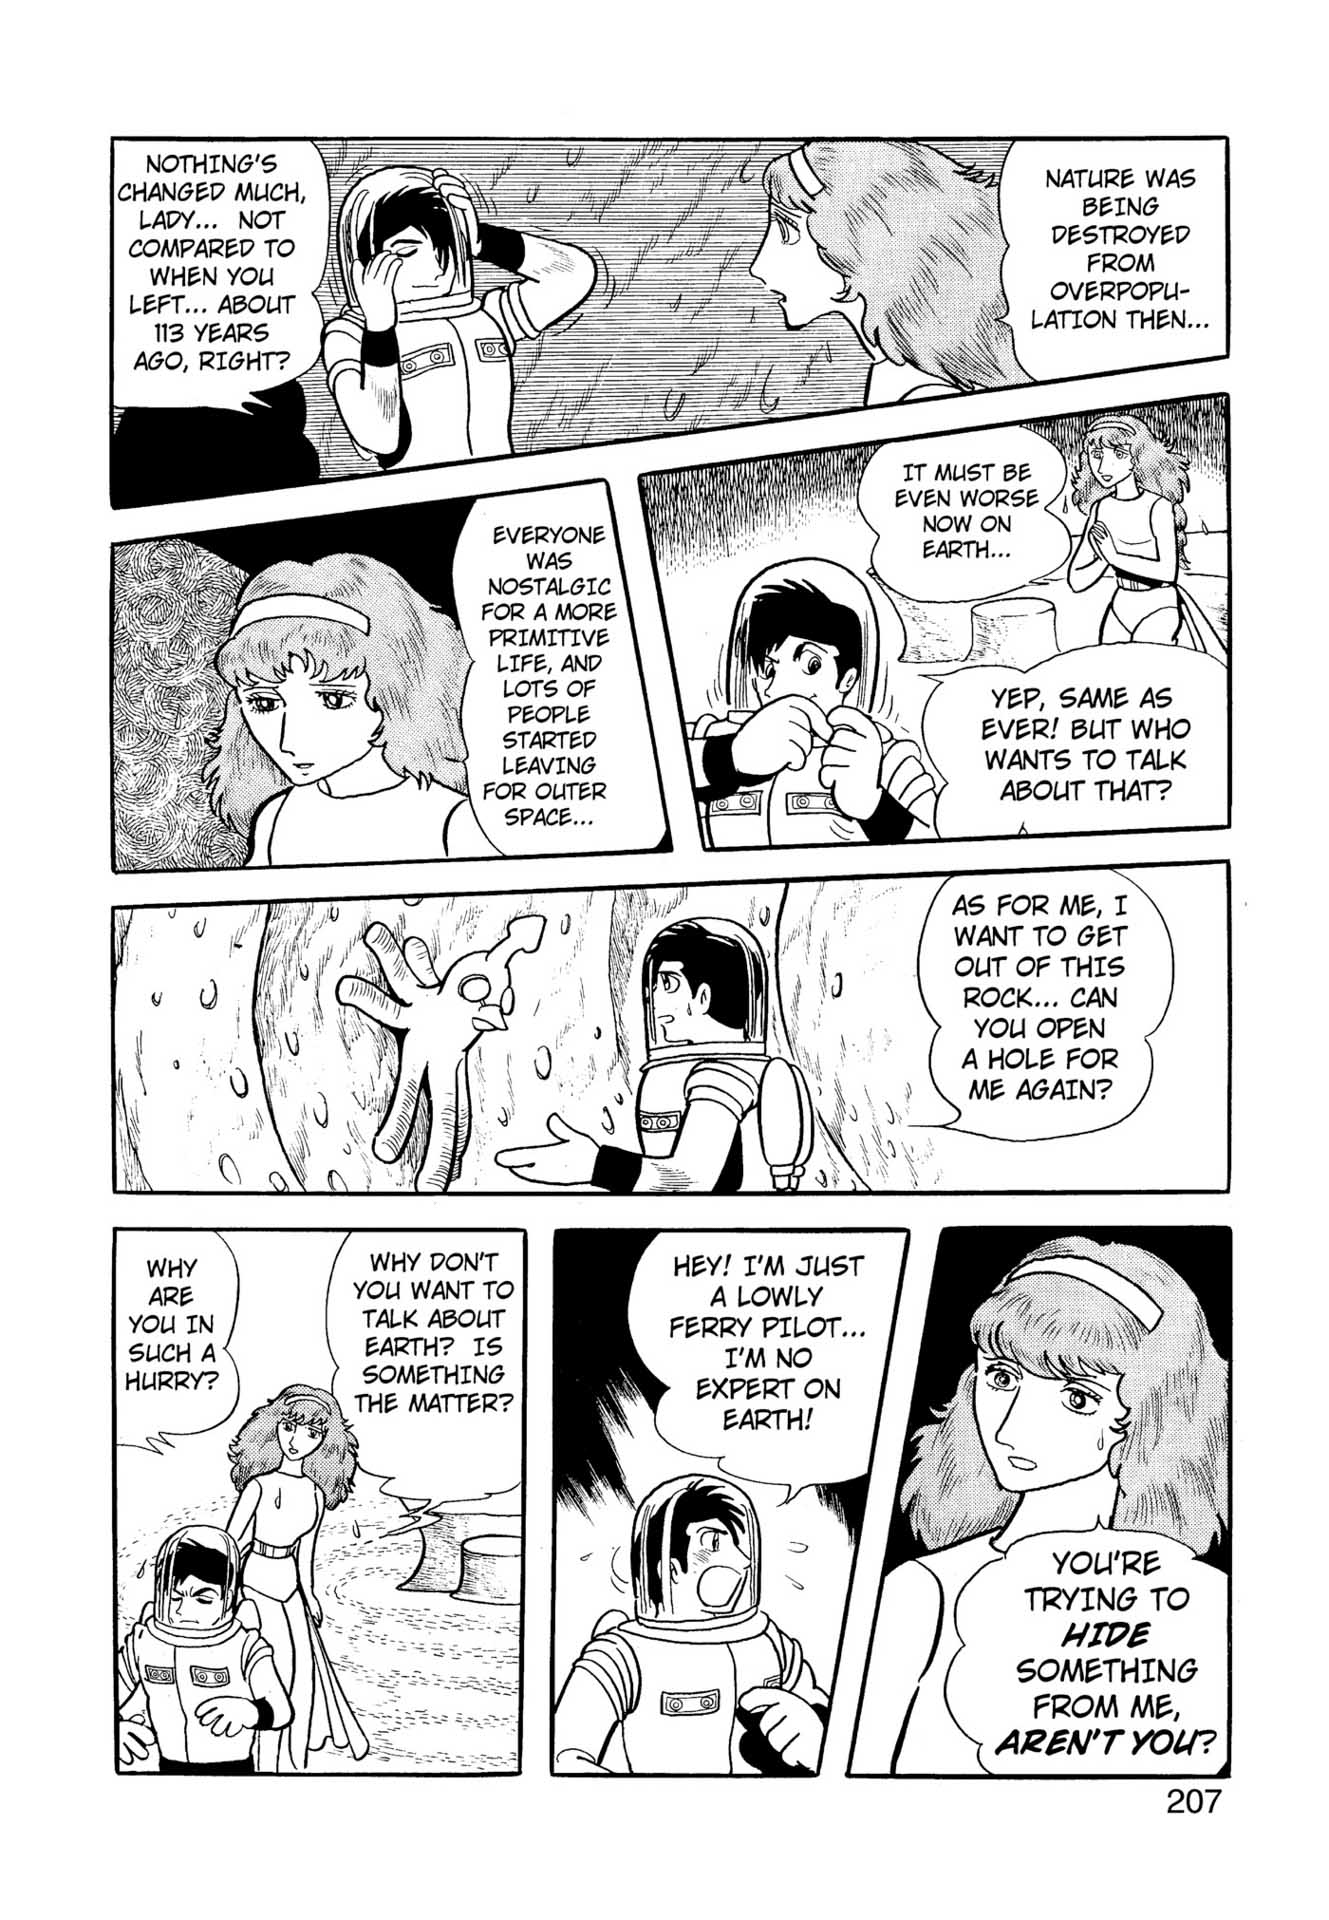 NOTHING'S
CHANGED MUCH,
LADY... NOT
COMPARED TO
WHEN YOU
LEFT... ABOUT
113 YEARS
AGO, RIGHT?
NATURE WAS
BEING
DESTROYED
FROM
OVERPOPU-
LATION THEN...
EVERYONE
WAS
NOSTALGIC
FOR A MORE
PRIMITIVE
LIFE, AND
LOTS OF
PEOPLE
STARTED
LEAVING
FOR OUTER
SPACE...
IT MUST BE
EVEN WORSE
NOW ON
EARTH...
YEP, SAME AS
EVER! BUT WHO
WANTS TO TALK
ABOUT THAT?
AS FOR ME, I
WANT TO GET
OUT OF THIS
ROCK... CAN
YOU OPEN
A HOLE FOR
ME AGAIN?
WHY
ARE
YOU IN
SUCH A
HURRY?
WHY DON'T
YOU WANT TO
TALK ABOUT
EARTH? IS
SOMETHING
THE MATTER?
HEY! I'M JUST
A LOWLY
FERRY PILOT...
I'M NO
EXPERT ON
EARTH!
YOU'RE
TRYING TO
HIDE
SOMETHING
FROM ME,
AREN'T YOU?
207